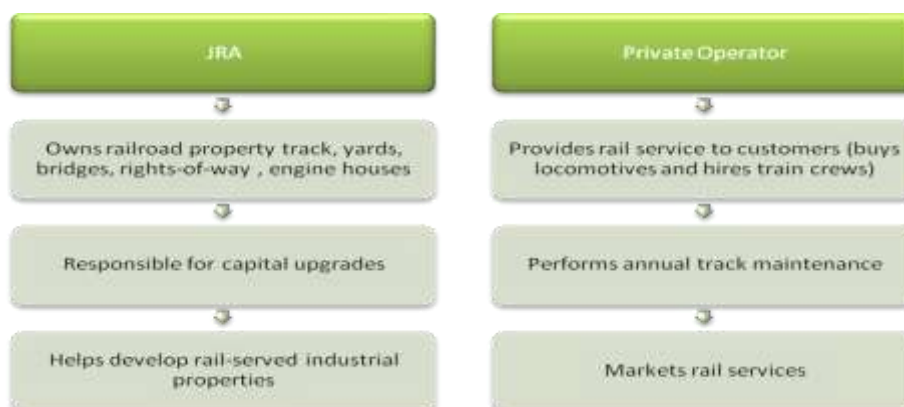 JRA
Owns railroad property track, yards,
bridges, rights-of-way , engine houses
Responsible for capital upgrades
Helps develop rail-served industrial
properties
Private Operator
Provides rail service to customers (buys
locomotives and hires train crews)
Performs annual track maintenance
Markets rail services